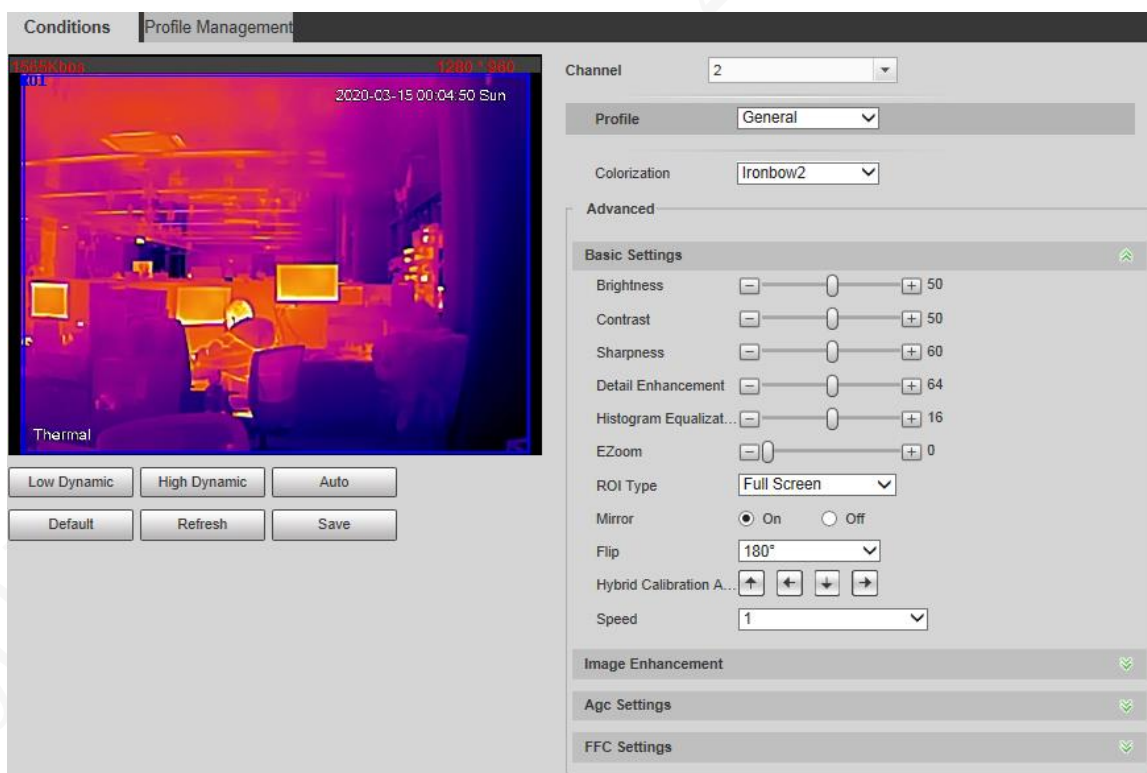 Conditions
Profile Management
1566Kbps
1280 * 960
R01
2020-03-15 00:04:50 Sun
Thermal
Low Dynamic
High Dynamic
Auto
Default
Refresh
Save
Channel
2
Profile
General
Colorization
Ironbow2
Advanced
Basic Settings
Brightness
50
Contrast
50
Sharpness
60
Detail Enhancement
64
Histogram Equalizat...
16
EZoom
0
ROI Type
Full Screen
Mirror
On
Off
Flip
180°
Hybrid Calibration A...
Speed
1
Image Enhancement
Agc Settings
FFC Settings